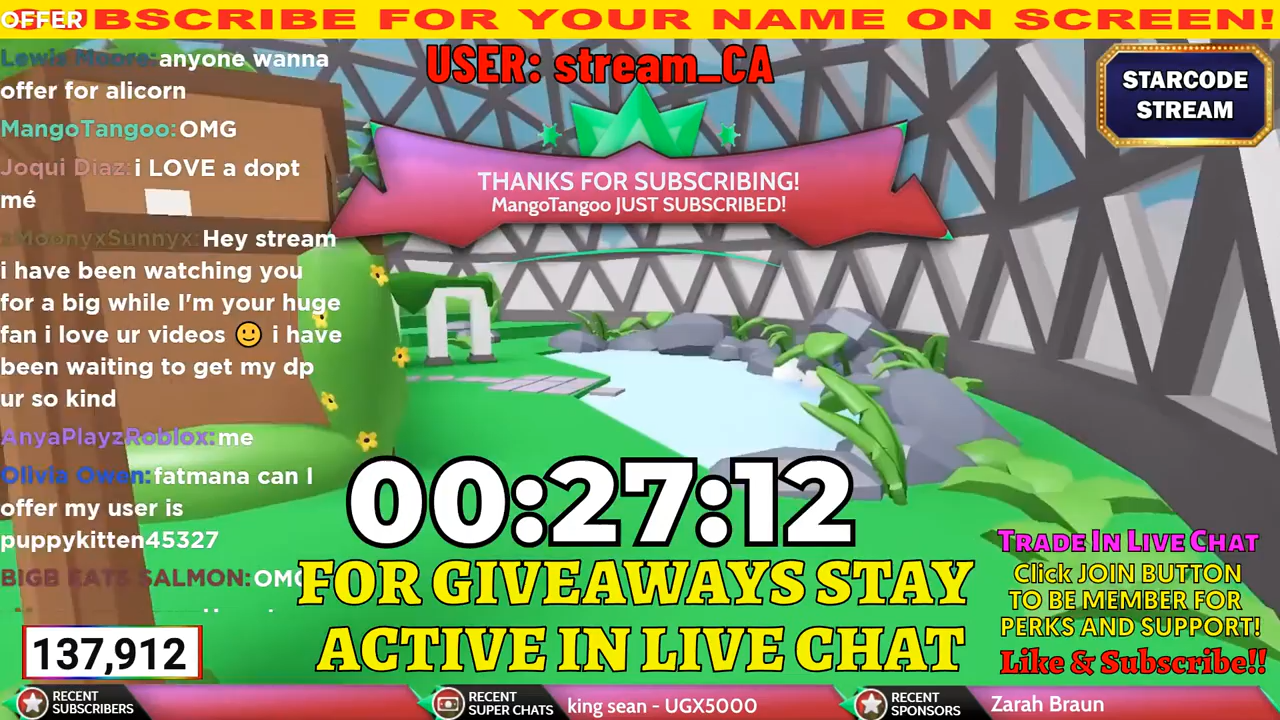 SUBSCRIBE FOR YOUR NAME ON SCREEN!
OFFER
Lewis Moore: anyone wanna
offer for alicorn
MangoTangoo: OMG
Joqui Diaz: i LOVE a dopt
mé
xMoonyxSunnyx: Hey stream
i have been watching you
for a big while I'm your huge
fan i love ur videos 🙂 i have
been waiting to get my dp
ur so kind
AnyaPlayzRoblox: me
Olivia Owen: fatmana can I
offer my user is
puppykitten45327
BIGB EATS SALMON: OMG
USER: stream_CA
STARCODE
STREAM
THANKS FOR SUBSCRIBING!
MangoTangoo JUST SUBSCRIBED!
00:27:12
FOR GIVEAWAYS STAY
ACTIVE IN LIVE CHAT
TRADE IN LIVE CHAT
Click JOIN BUTTON
TO BE MEMBER FOR
PERKS AND SUPPORT!
Like & Subscribe!!
137,912
RECENT
SUBSCRIBERS
RECENT
SUPER CHATS
king sean - UGX5000
RECENT
SPONSORS
Zarah Braun